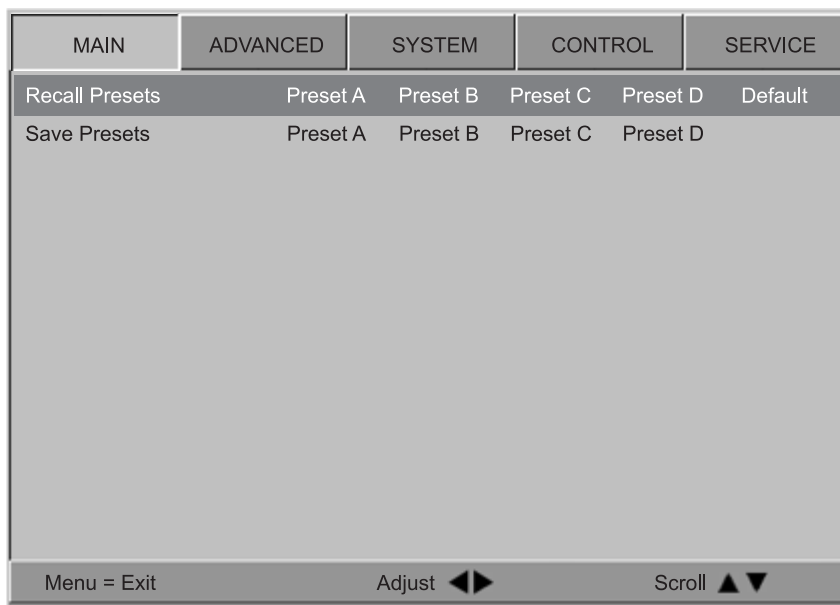 MAIN ADVANCED SYSTEM CONTROL SERVICE
Recall Presets Preset A Preset B Preset C Preset D Default
Save Presets Preset A Preset B Preset C Preset D
Menu = Exit Adjust ◀▶ Scroll ▲▼